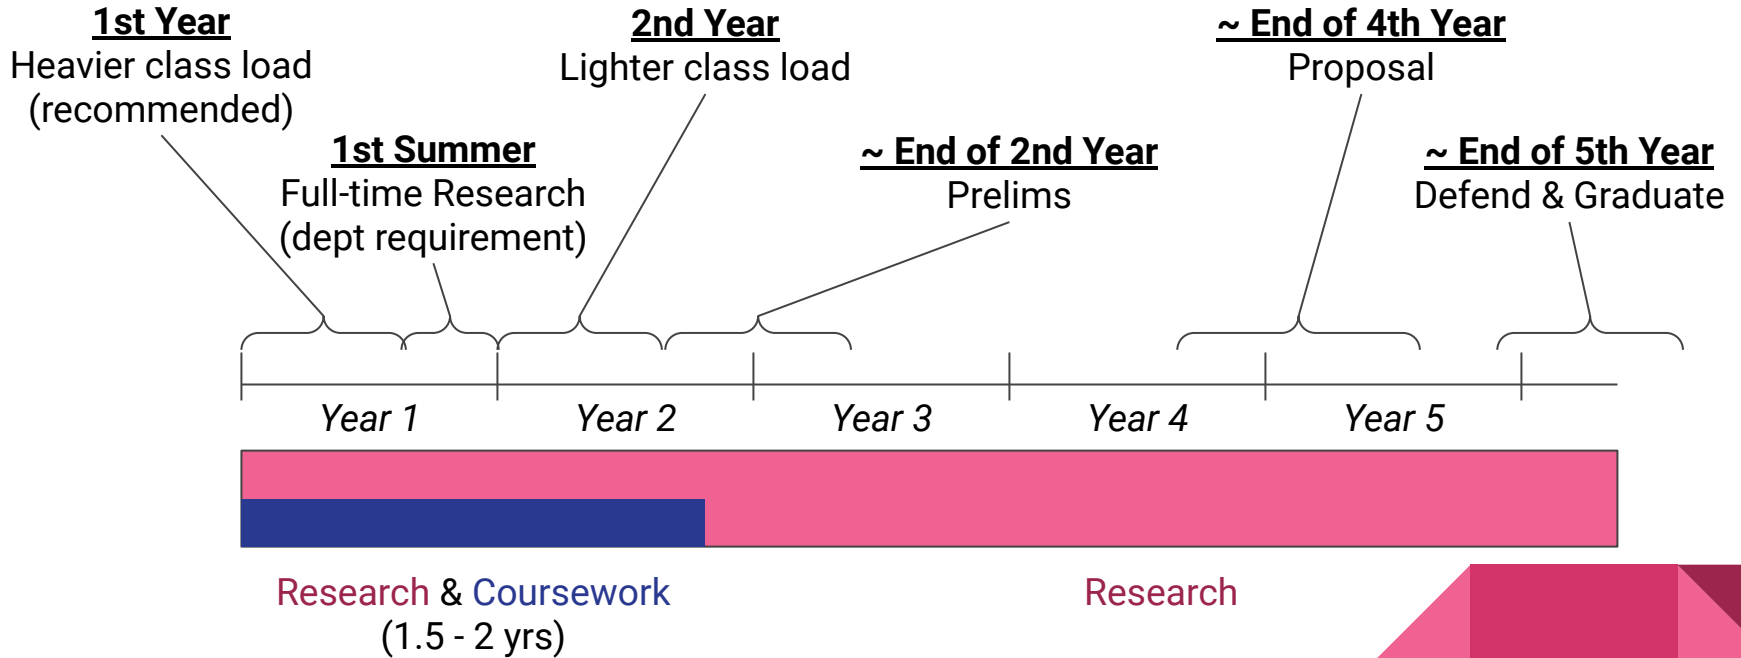 1st Year
Heavier class load
(recommended)
1st Summer
Full-time Research
(dept requirement)
2nd Year
Lighter class load
~ End of 2nd Year
Prelims
~ End of 4th Year
Proposal
~ End of 5th Year
Defend & Graduate
Year 1
Year 2
Year 3
Year 4
Year 5
Research & Coursework
(1.5 - 2 yrs)
Research